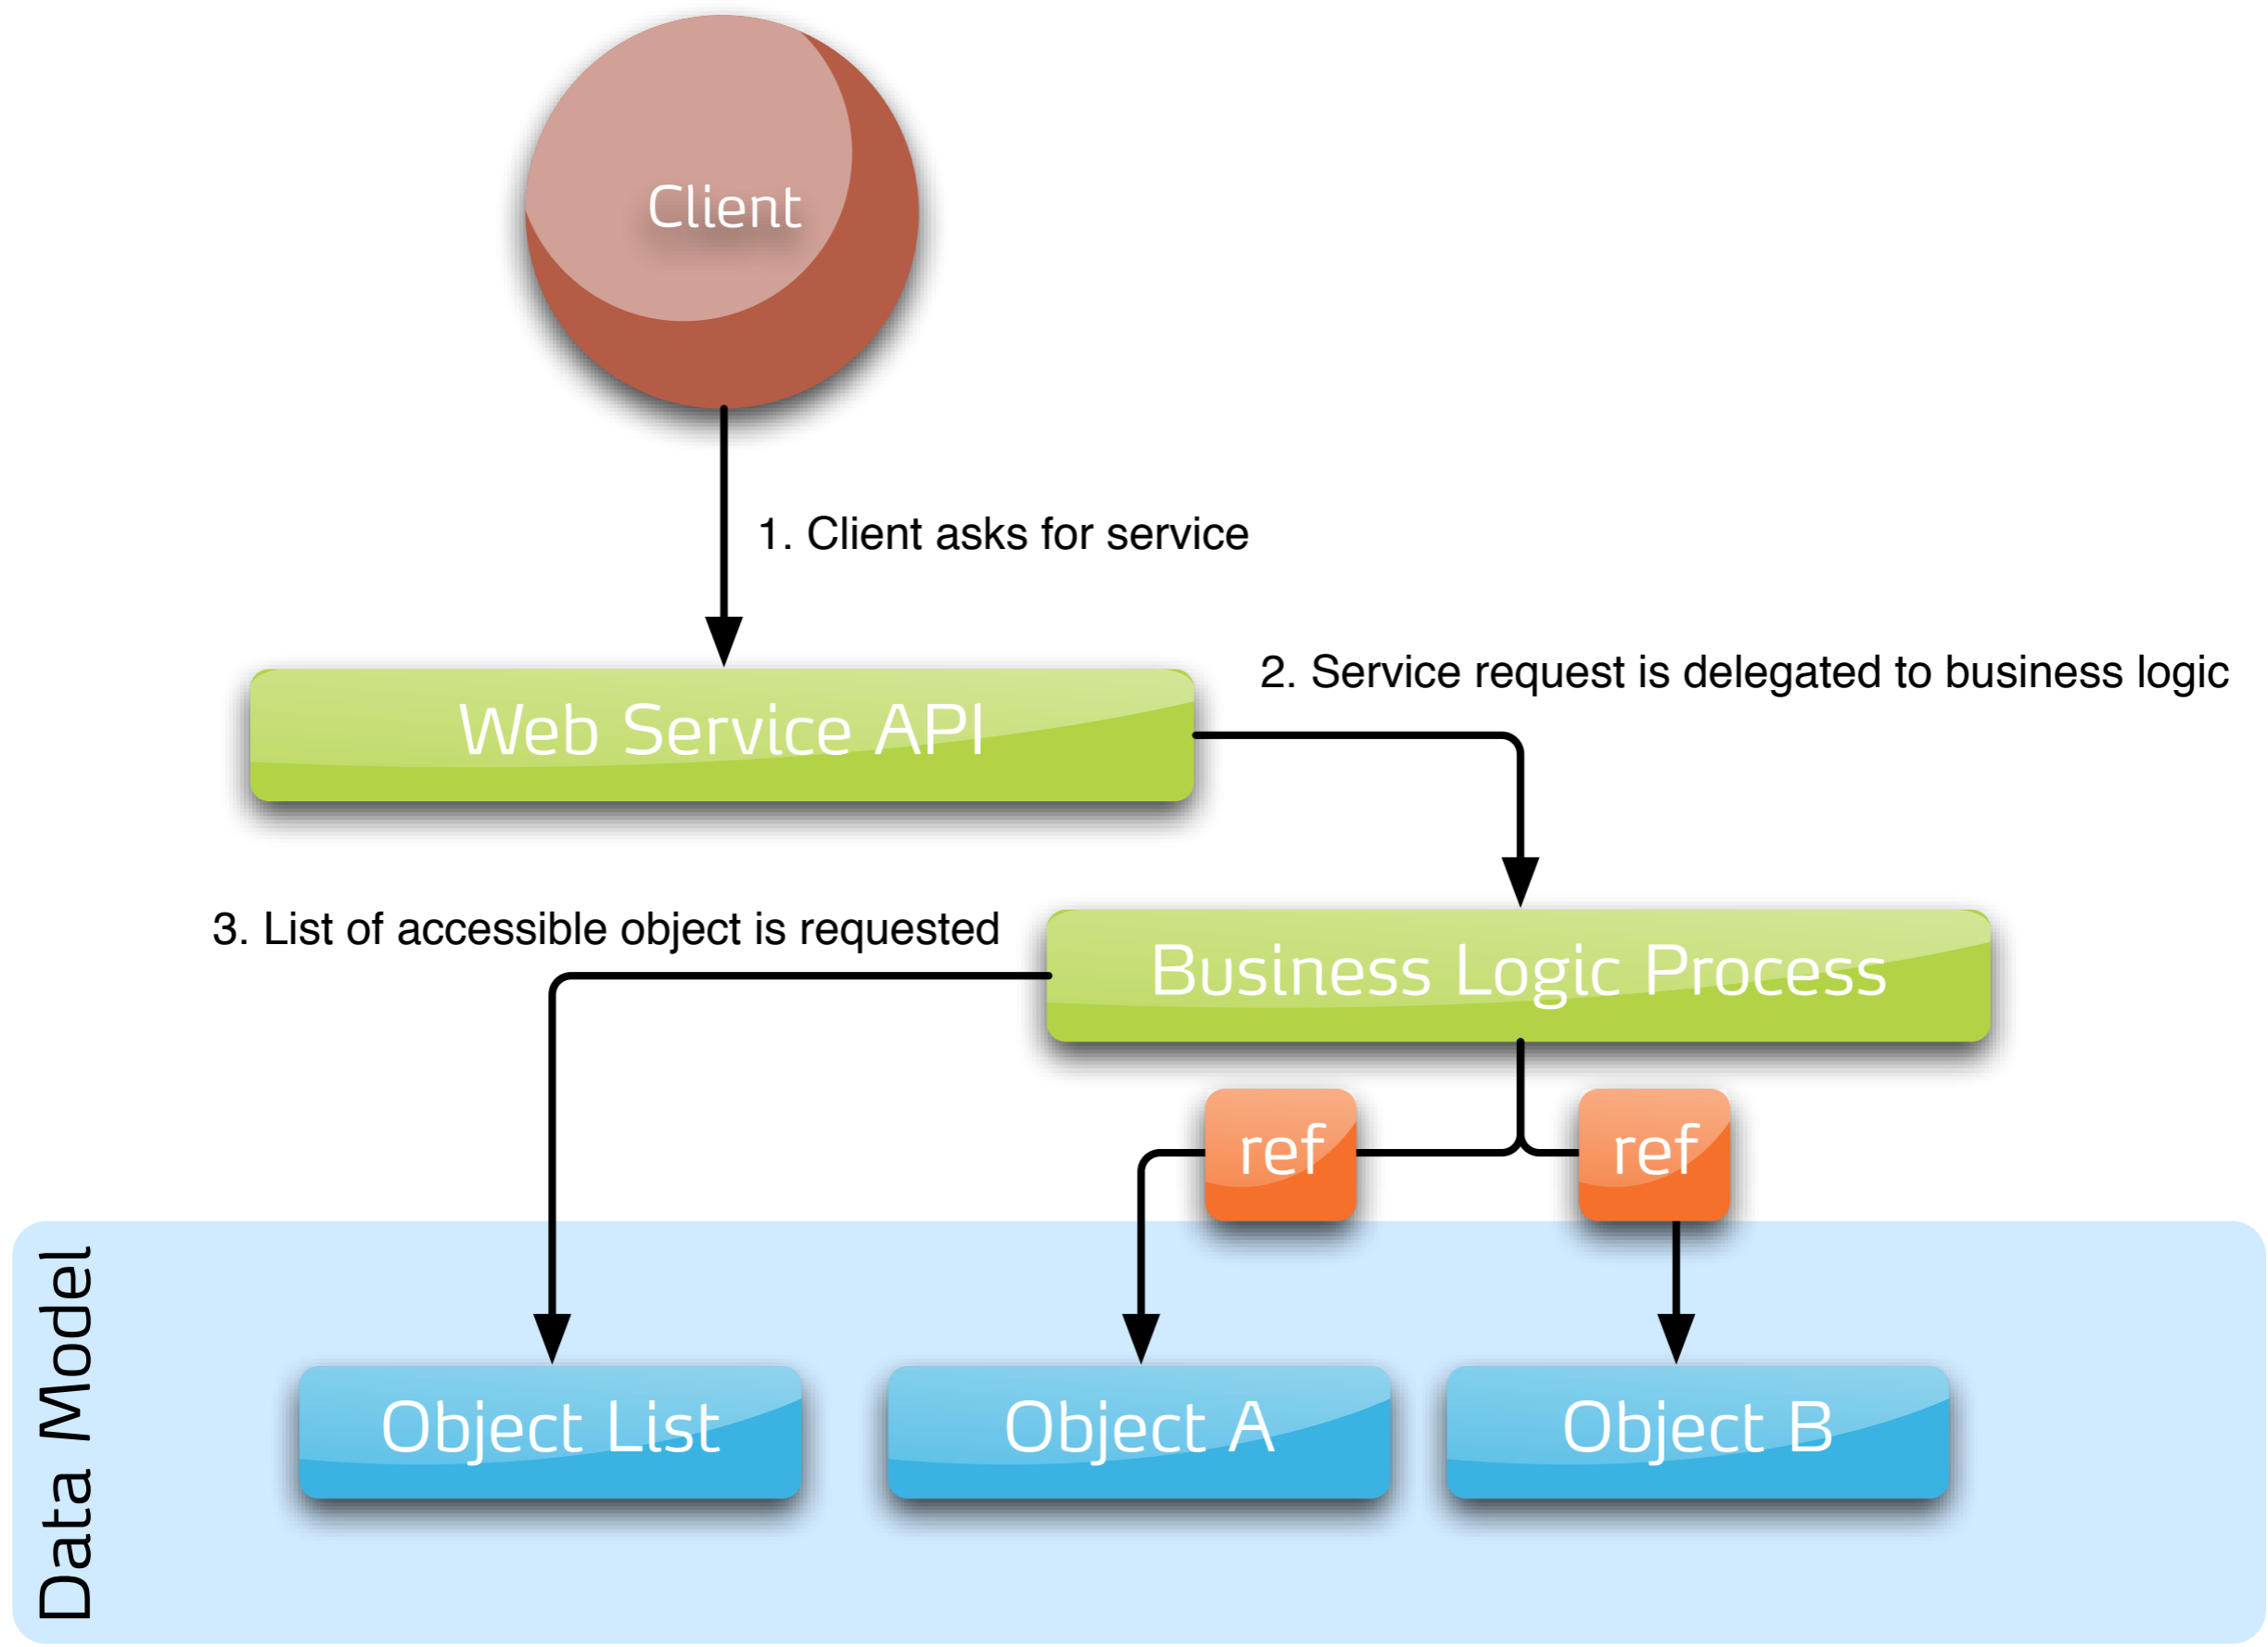 Client
1. Client asks for service
2. Service request is delegated to business logic
Web Service API
3. List of accessible object is requested
Business Logic Process
ref
ref
Data Model
Object List
Object A
Object B